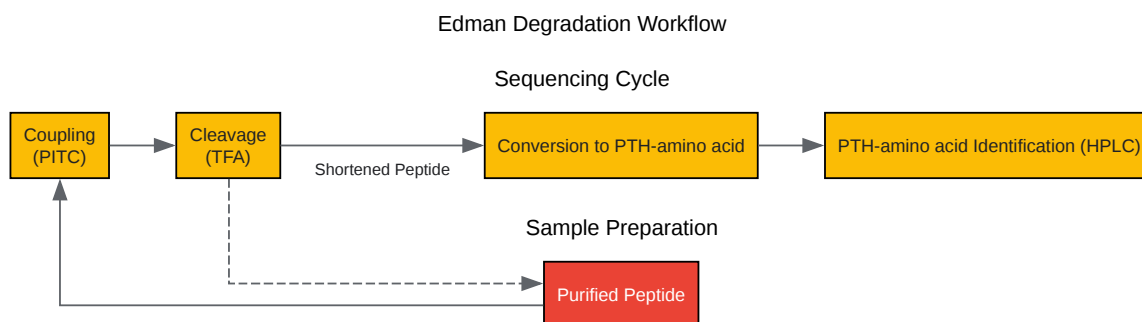 Edman Degradation Workflow
Sequencing Cycle
Coupling
(PITC)
Cleavage
(TFA)
Shortened Peptide
Conversion to PTH-amino acid
PTH-amino acid Identification (HPLC)
Sample Preparation
Purified Peptide